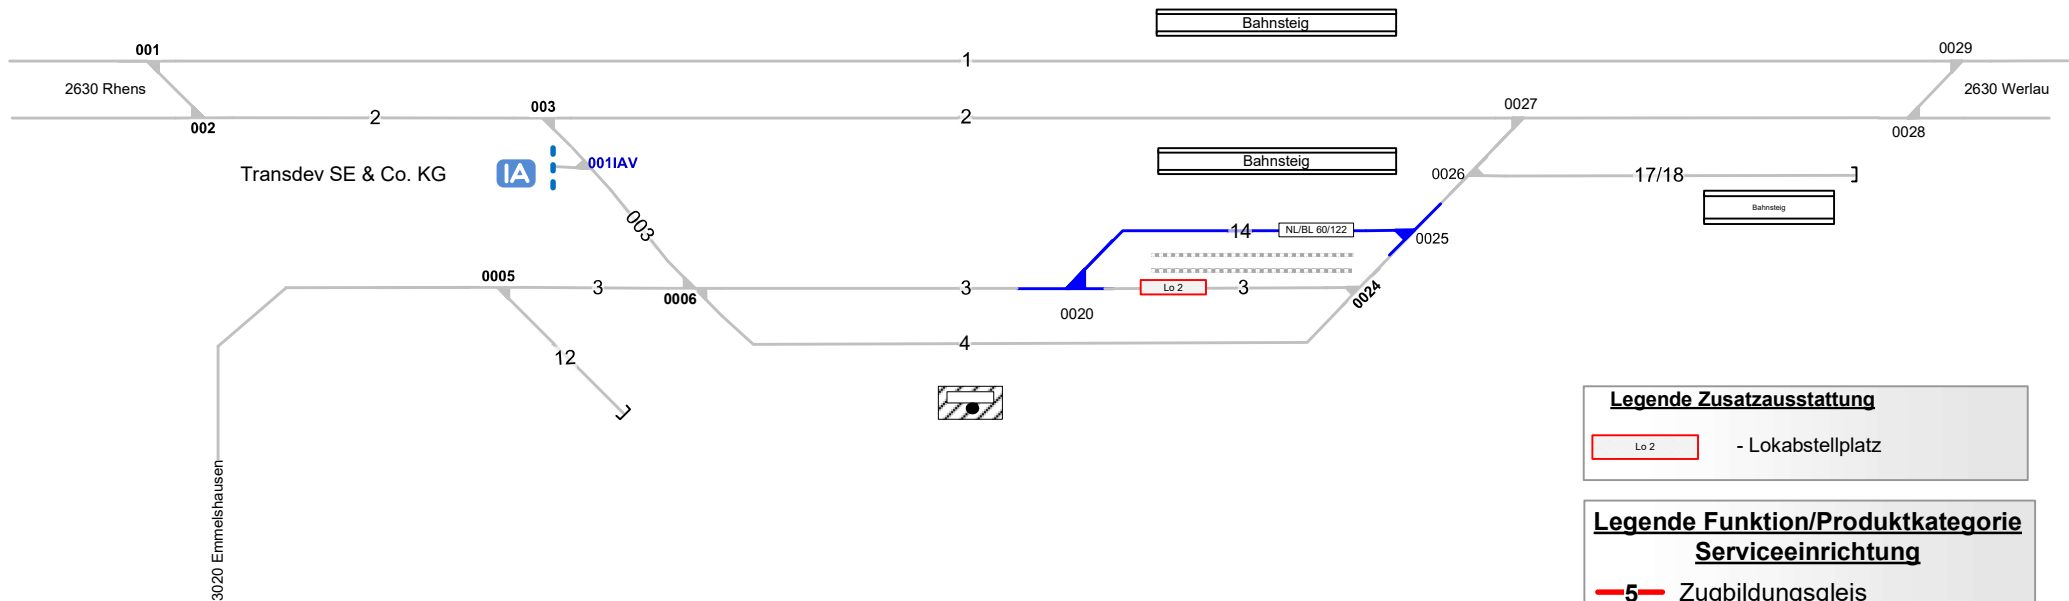 Bahnsteig
001
1
0029
2630 Rhens
2630 Werlau
003
0027
2
2
002
0028
Transdev SE & Co. KG
IA
001IAV
Bahnsteig
0026
17/18
Bahnsteig
003
14
NL/BL 60/122
0025
0005
3
0006
3
Lo 2
3
0024
0020
12
4
3020 Emmelshausen
Legende Zusatzausstattung
Lo 2
- Lokabstellplatz
Legende Funktion/Produktkategorie
Serviceeinrichtung
5
Zugbildungsgleis